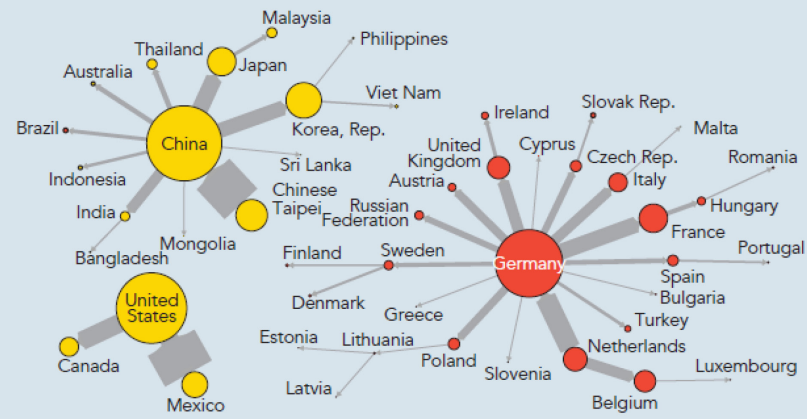 Malaysia
Thailand
Japan
Philippines
Australia
Viet Nam
Korea, Rep.
Brazil
China
Sri Lanka
Indonesia
Chinese
Taipei
India
Mongolia
Bangladesh
United
States
Canada
Mexico
Ireland
Slovak Rep.
Malta
United
Kingdom
Cyprus
Czech Rep.
Romania
Italy
Austria
Hungary
Russian
Federation
France
Finland
Sweden
Germany
Portugal
Spain
Bulgaria
Denmark
Greece
Turkey
Estonia
Lithuania
Poland
Netherlands
Slovenia
Luxembourg
Latvia
Belgium